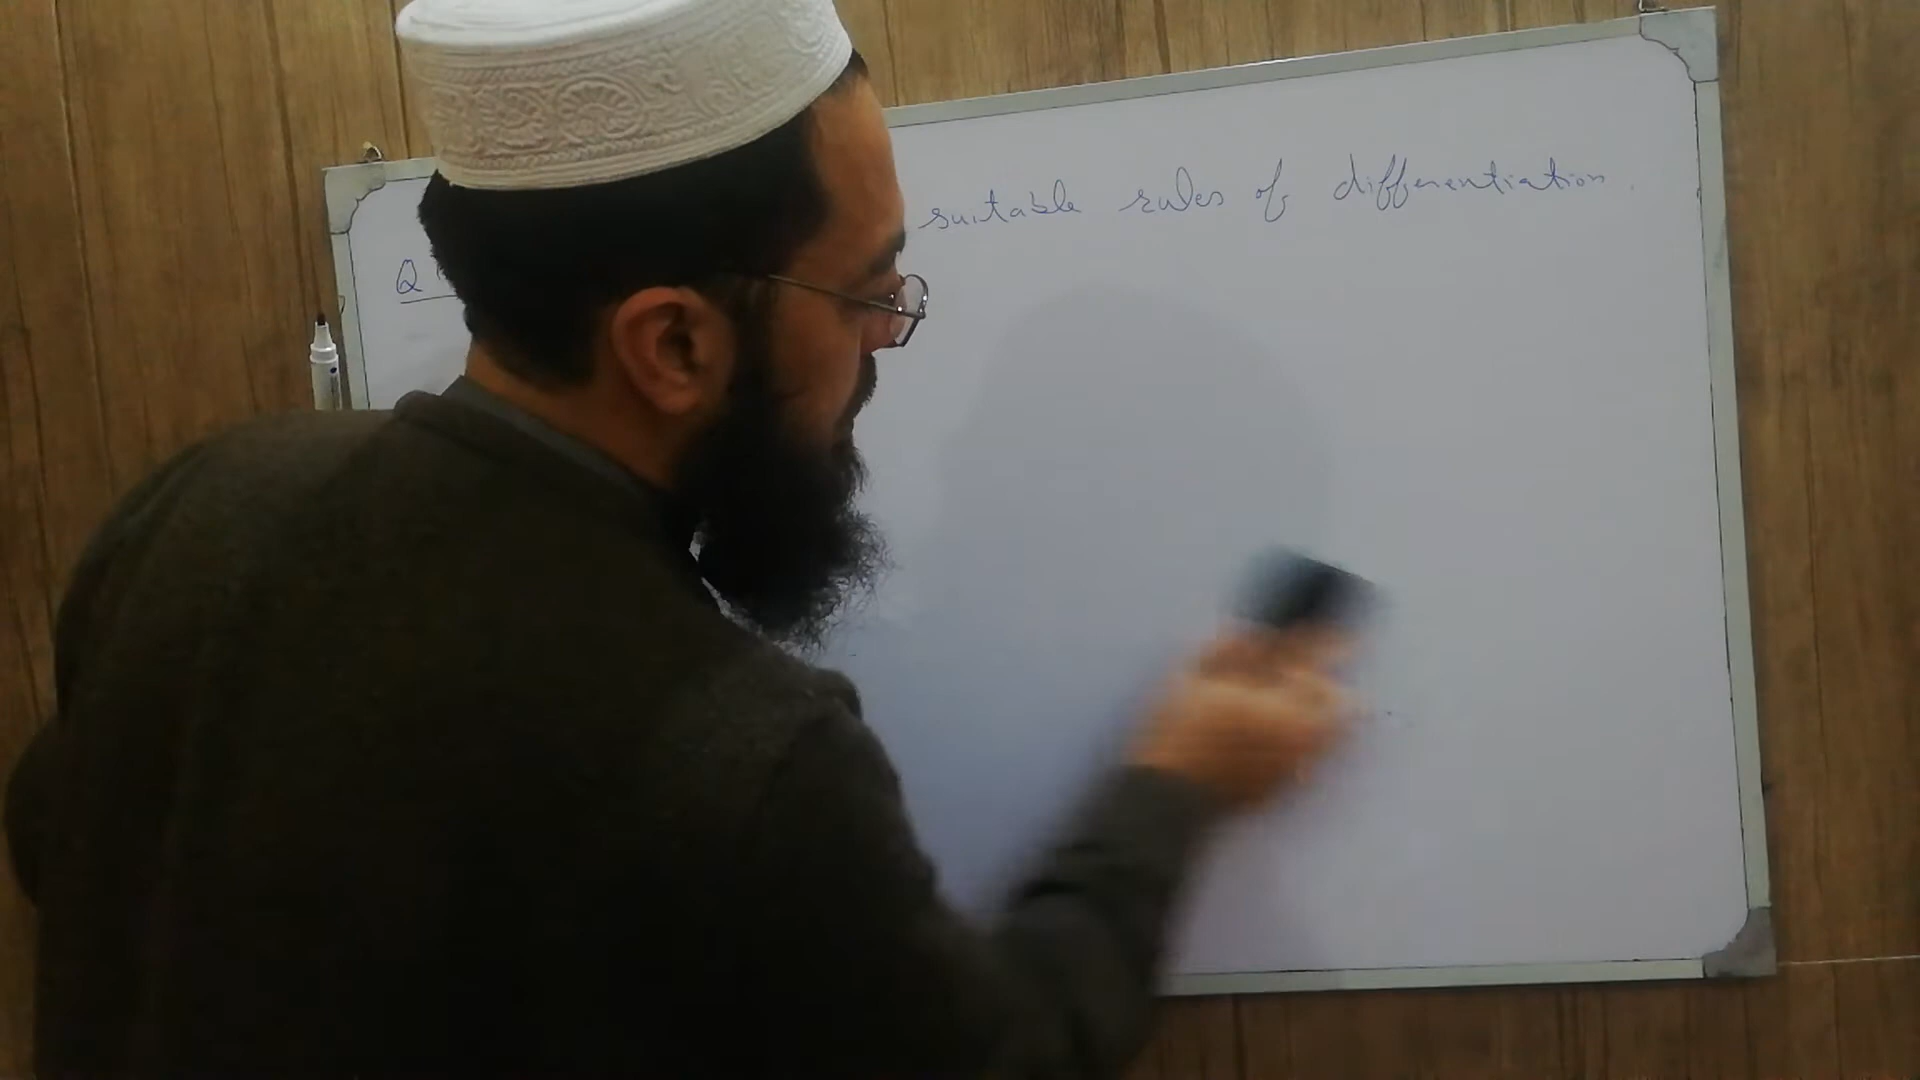 suitable rules of differentiation.
Q